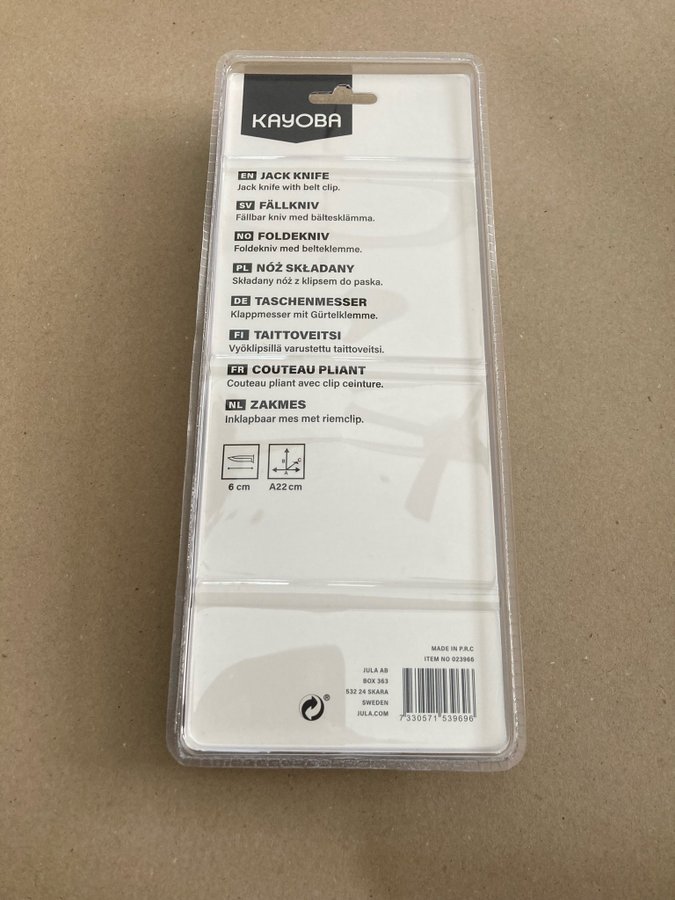 KAYOBA
EN JACK KNIFE
Jack knife with belt clip.
SV FÄLLKNIV
Fällbar kniv med bältesklämma.
NO FOLDEKNIV
Foldekniv med belteklemme.
PL NÓŻ SKŁADANY
Składany nóż z klipsem do paska.
DE TASCHENMESSER
Klappmesser mit Gürtelklemme.
FI TAITTOVEITSI
Vyöklipsillä varustettu taittoveitsi.
FR COUTEAU PLIANT
Couteau pliant avec clip ceinture.
NL ZAKMES
Inklapbaar mes met riemclip.
B C
A
6 cm A22 cm
MADE IN P.R.C
ITEM NO 023966
JULA AB
BOX 363
532 24 SKARA
SWEDEN
JULA.COM
®
7 330571 539696